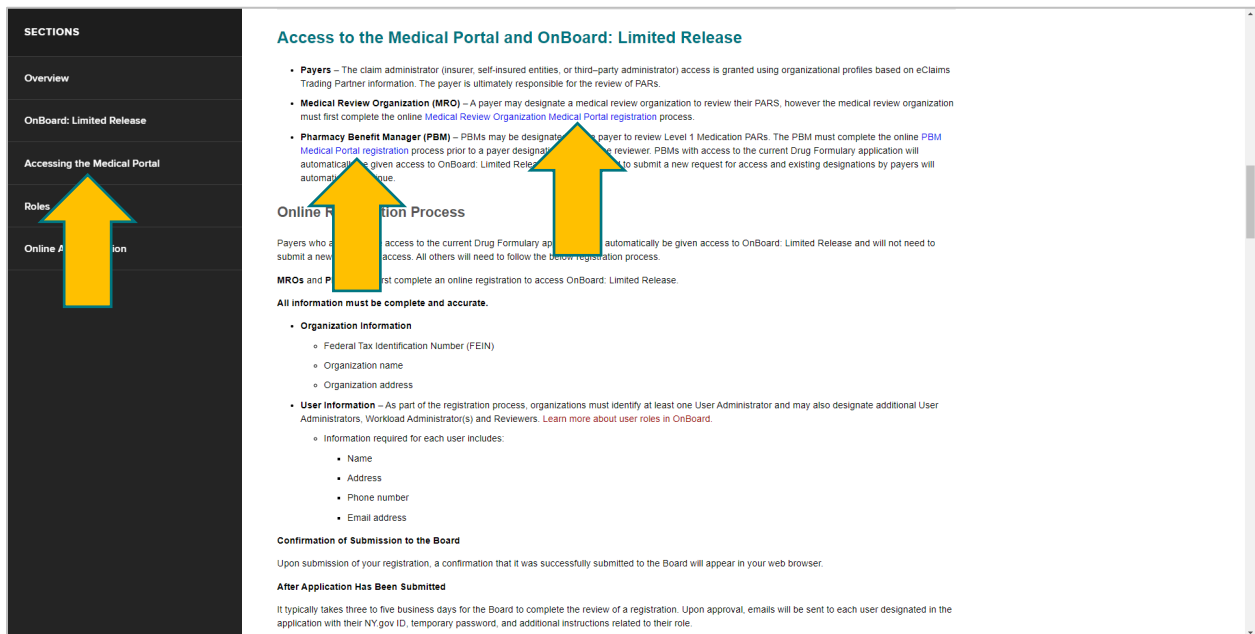 SECTIONS
Overview
OnBoard: Limited Release
Accessing the Medical Portal
Roles
Online A ion
Access to the Medical Portal and OnBoard: Limited Release
• Payers – The claim administrator (insurer, self-insured entities, or third–party administrator) access is granted using organizational profiles based on eClaims
Trading Partner information. The payer is ultimately responsible for the review of PARs.
• Medical Review Organization (MRO) – A payer may designate a medical review organization to review their PARS, however the medical review organization
must first complete the online Medical Review Organization Medical Portal registration process.
• Pharmacy Benefit Manager (PBM) – PBMs may be designated payer to review Level 1 Medication PARs. The PBM must complete the online PBM
Medical Portal registration process prior to a payer designati e reviewer. PBMs with access to the current Drug Formulary application will
automatically be given access to OnBoard: Limited Rele to submit a new request for access and existing designations by payers will
automati nue.
Online R tion Process
Payers who a access to the current Drug Formulary ap automatically be given access to OnBoard: Limited Release and will not need to
submit a new access. All others will need to follow the below registration process.
MROs and P rst complete an online registration to access OnBoard: Limited Release.
All information must be complete and accurate.
• Organization Information
◦ Federal Tax Identification Number (FEIN)
◦ Organization name
◦ Organization address
• User Information – As part of the registration process, organizations must identify at least one User Administrator and may also designate additional User
Administrators, Workload Administrator(s) and Reviewers. Learn more about user roles in OnBoard.
◦ Information required for each user includes:
▪ Name
▪ Address
▪ Phone number
▪ Email address
Confirmation of Submission to the Board
Upon submission of your registration, a confirmation that it was successfully submitted to the Board will appear in your web browser.
After Application Has Been Submitted
It typically takes three to five business days for the Board to complete the review of a registration. Upon approval, emails will be sent to each user designated in the
application with their NY.gov ID, temporary password, and additional instructions related to their role.